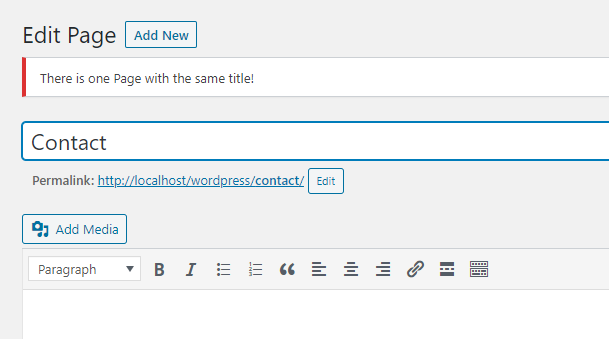 Edit Page Add New
There is one Page with the same title!
Contact
Permalink: http://localhost/wordpress/contact/ Edit
Add Media
Paragraph B I